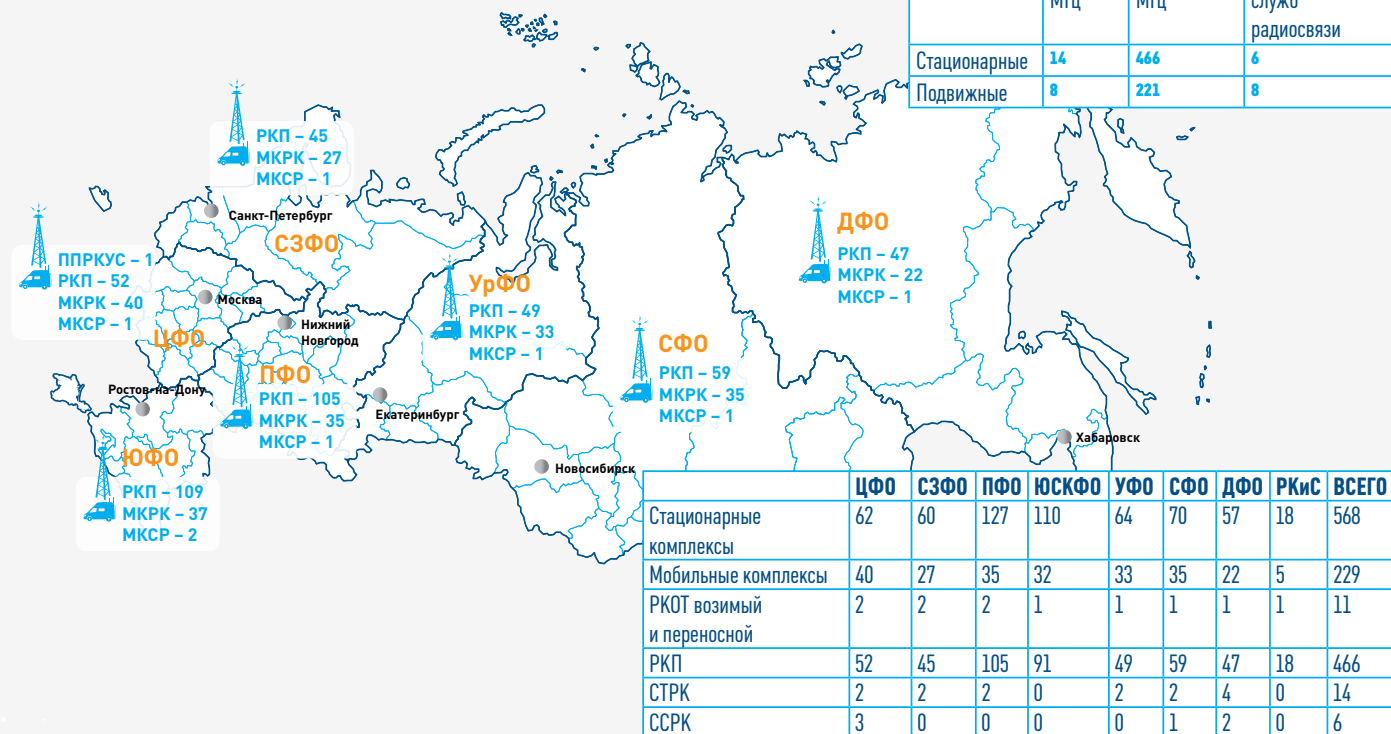 МГц МГц служб
радиосвязи
Стационарные 14 466 6
Подвижные 8 221 8
РКП – 45
МКРК – 27
МКСР – 1
Санкт-Петербург
СЗФО
ППРКУС – 1
РКП – 52
МКРК – 40
МКСР – 1
Москва
ЦФО
Нижний
Новгород
УрФО
РКП – 49
МКРК – 33
МКСР – 1
ДФО
РКП – 47
МКРК – 22
МКСР – 1
СФО
РКП – 59
МКРК – 35
МКСР – 1
ПФО
РКП – 105
МКРК – 35
МКСР – 1
Ростов-на-Дону
Екатеринбург
ЮФО
РКП – 109
МКРК – 37
МКСР – 2
Новосибирск
Хабаровск
ЦФО СЗФО ПФО ЮСКФО УФО СФО ДФО РКиС ВСЕГО
Стационарные 62 60 127 110 64 70 57 18 568
комплексы
Мобильные комплексы 40 27 35 32 33 35 22 5 229
РКОТ возимый 2 2 2 1 1 1 1 1 11
и переносной
РКП 52 45 105 91 49 59 47 18 466
СТРК 2 2 2 0 2 2 4 0 14
ССРК 3 0 0 0 0 1 2 0 6